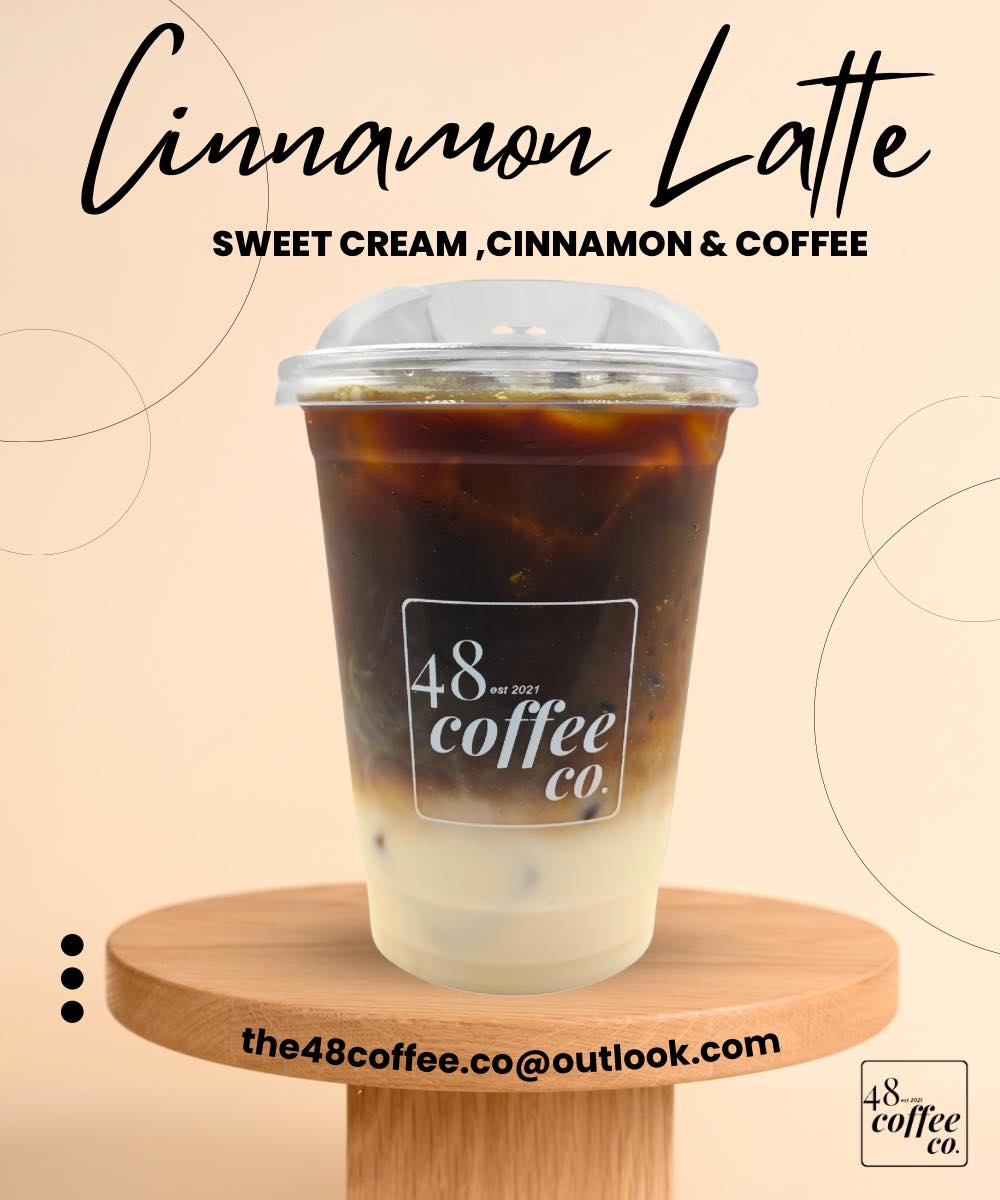 Cinnamon Latte
SWEET CREAM ,CINNAMON & COFFEE
48 est 2021
coffee
co.
the48coffee.co@outlook.com
48 est 2021
coffee
co.